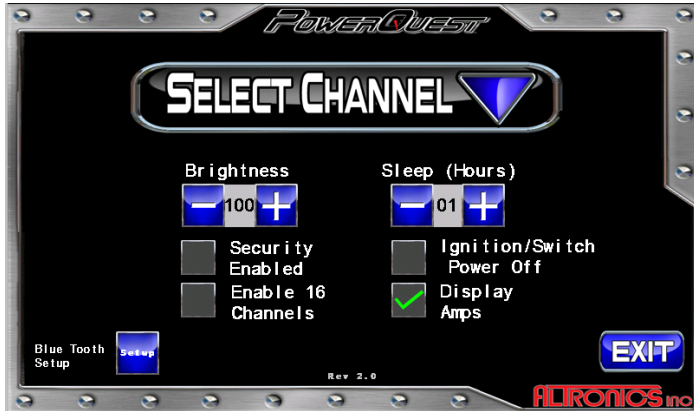 PowerQuest
SELECT CHANNEL
Brightness
Sleep (Hours)
100
01
Security
Enabled
Ignition/Switch
Power Off
Enable 16
Channels
Display
Amps
Blue Tooth
Setup
Setup
EXIT
Rev 2.0
ALTRONICS INC